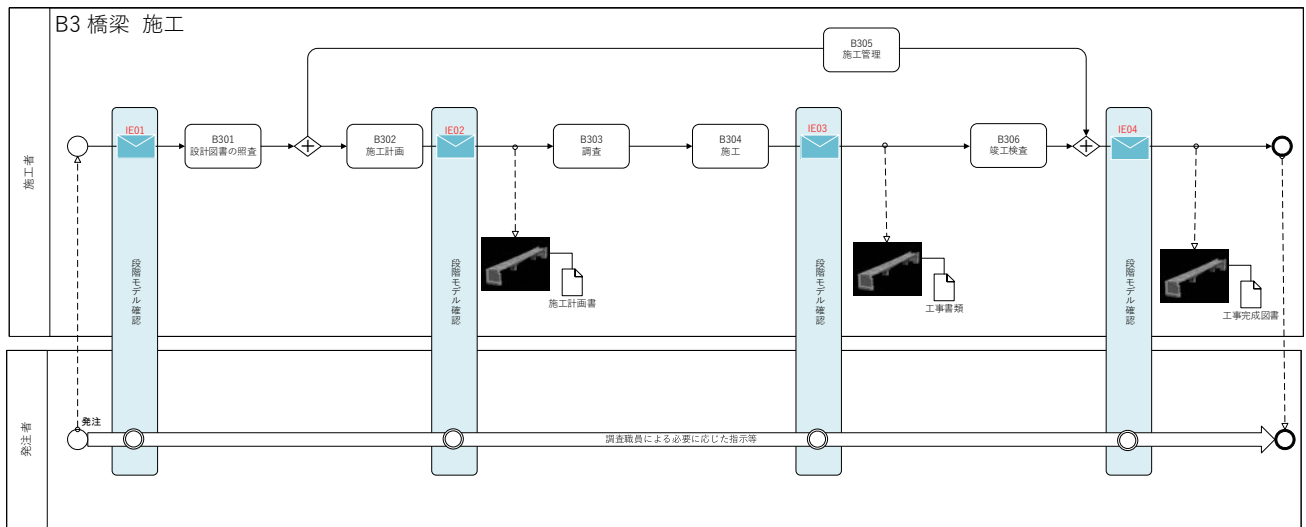 B3 橋梁 施工
B305
施工管理
IE01
IE02
IE03
IE04
B301
設計図書の照査
B302
施工計画
B303
調査
B304
施工
B306
竣工検査
施工者
段階モデル確認
段階モデル確認
段階モデル確認
段階モデル確認
施工計画書
工事書類
工事完成図書
発注者
発注
調査職員による必要に応じた指示等